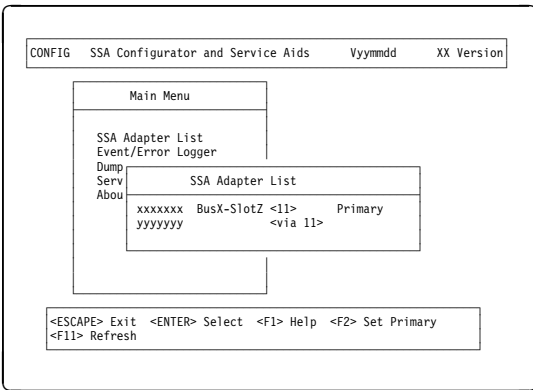 CONFIG SSA Configurator and Service Aids Vyymmdd XX Version
Main Menu
SSA Adapter List
Event/Error Logger
Dump
Serv
Abou
SSA Adapter List
xxxxxxx BusX-SlotZ <11> Primary
yyyyyyy <via 11>
<ESCAPE> Exit <ENTER> Select <F1> Help <F2> Set Primary
<F11> Refresh